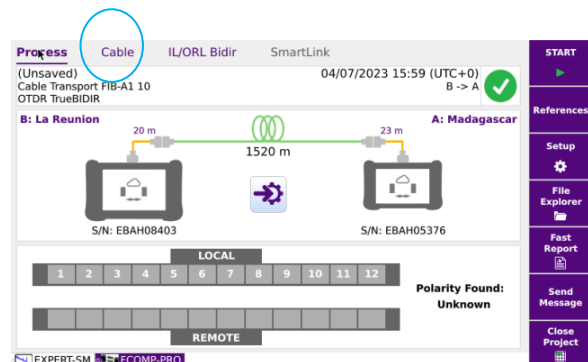 Process Cable IL/ORL Bidir SmartLink
(Unsaved) 04/07/2023 15:59 (UTC+0)
Cable Transport FIB-A1 10 B -> A
OTDR TrueBIDIR
B: La Reunion A: Madagascar
20 m 23 m
1520 m
S/N: EBAH08403 S/N: EBAH05376
LOCAL
1 2 3 4 5 6 7 8 9 10 11 12
Polarity Found:
Unknown
REMOTE
EXPERT-SM FCOMP-PRO
START
References
Setup
File
Explorer
Fast
Report
Send
Message
Close
Project